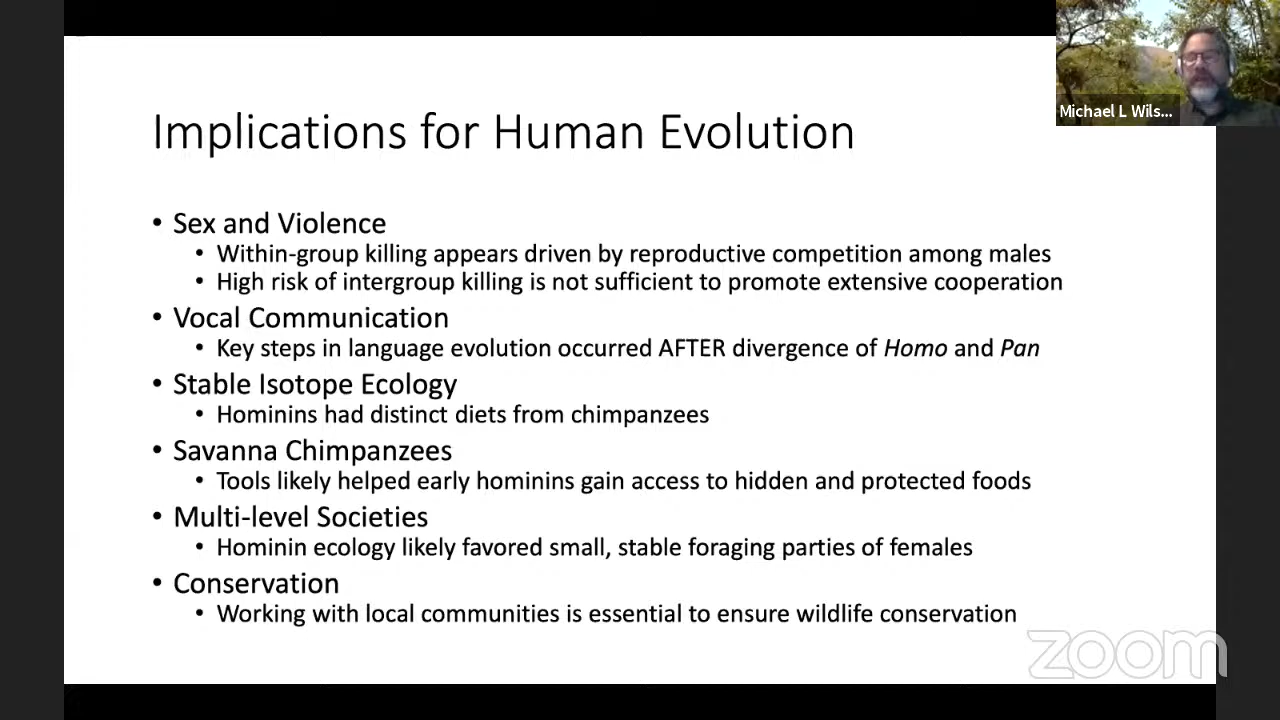 Michael L Wils...
Implications for Human Evolution
• Sex and Violence
• Within-group killing appears driven by reproductive competition among males
• High risk of intergroup killing is not sufficient to promote extensive cooperation
• Vocal Communication
• Key steps in language evolution occurred AFTER divergence of Homo and Pan
• Stable Isotope Ecology
• Hominins had distinct diets from chimpanzees
• Savanna Chimpanzees
• Tools likely helped early hominins gain access to hidden and protected foods
• Multi-level Societies
• Hominin ecology likely favored small, stable foraging parties of females
• Conservation
• Working with local communities is essential to ensure wildlife conservation
zoom